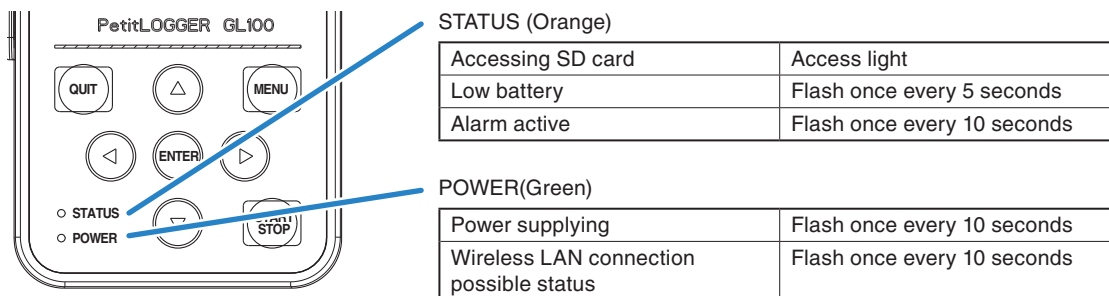 PetitLOGGER GL100
QUIT
MENU
ENTER
STATUS
POWER
START
STOP
STATUS (Orange)
Accessing SD card Access light
Low battery Flash once every 5 seconds
Alarm active Flash once every 10 seconds
POWER(Green)
Power supplying Flash once every 10 seconds
Wireless LAN connection Flash once every 10 seconds
possible status